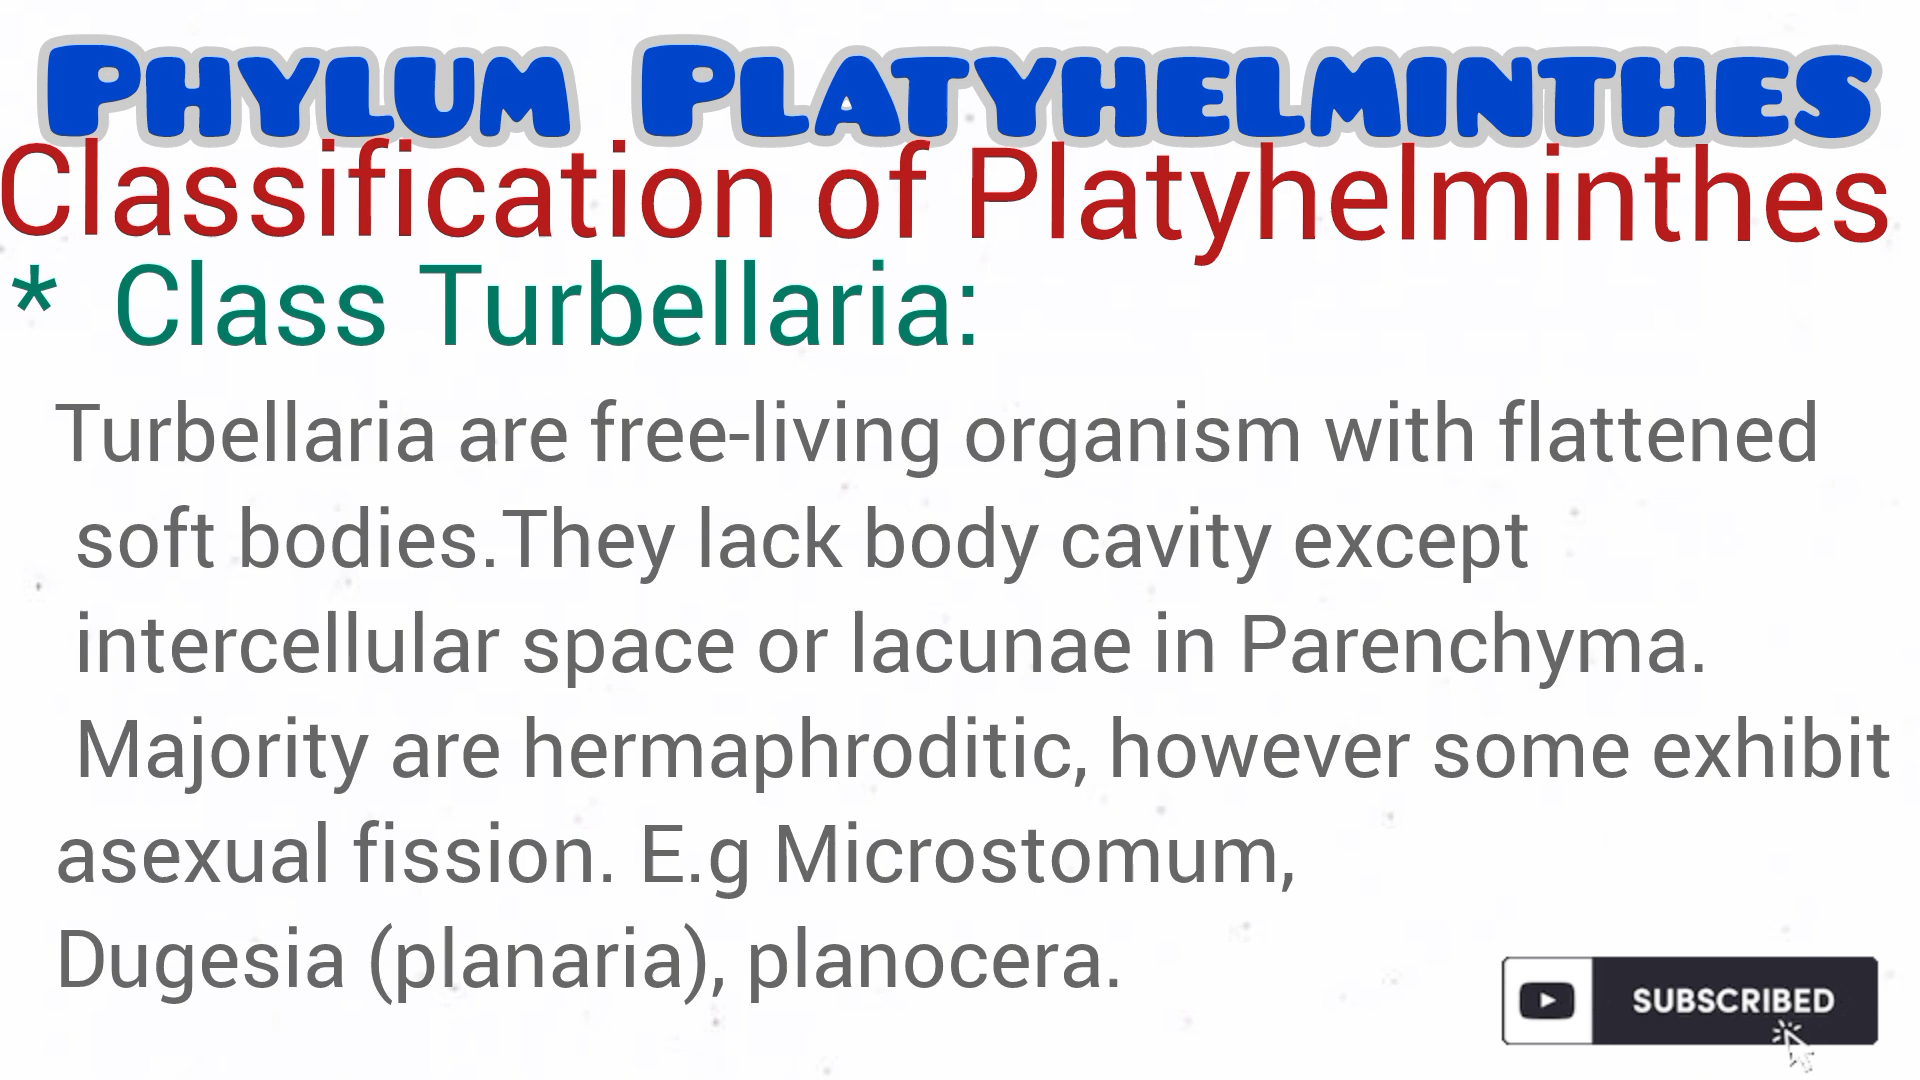 PHYLUM PLATYHELMINTHES
Classification of Platyhelminthes
* Class Turbellaria:
Turbellaria are free-living organism with flattened
soft bodies.They lack body cavity except
intercellular space or lacunae in Parenchyma.
Majority are hermaphroditic, however some exhibit
asexual fission. E.g Microstomum,
Dugesia (planaria), planocera.
SUBSCRIBED